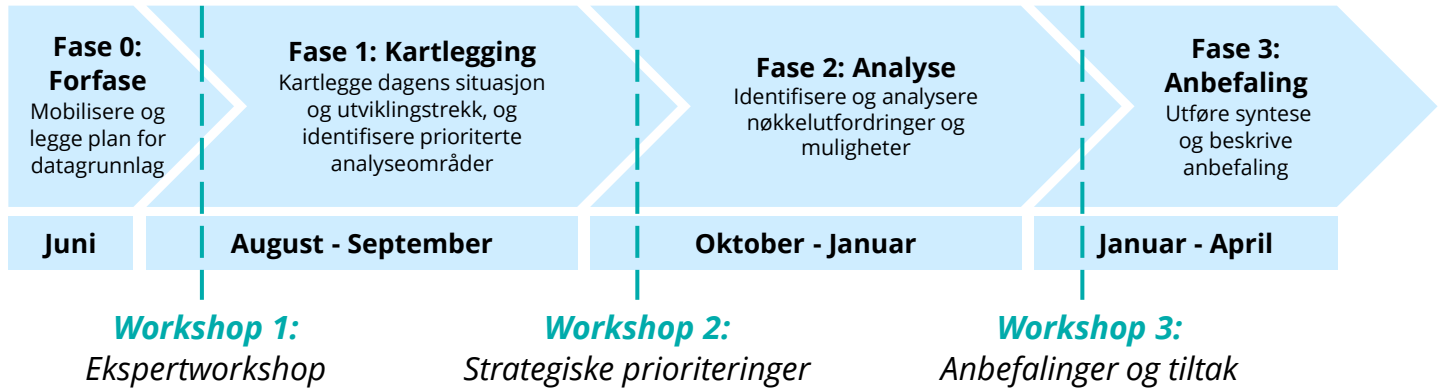 Fase 0:
Forfase
Mobilisere og
legge plan for
datagrunnlag
Fase 1: Kartlegging
Kartlegge dagens situasjon
og utviklingstrekk, og
identifisere prioriterte
analyseområder
Fase 2: Analyse
Identifisere og analysere
nøkkelutfordringer og
muligheter
Fase 3:
Anbefaling
Utføre syntese
og beskrive
anbefaling
Juni
August - September
Oktober - Januar
Januar - April
Workshop 1:
Ekspertworkshop
Workshop 2:
Strategiske prioriteringer
Workshop 3:
Anbefalinger og tiltak